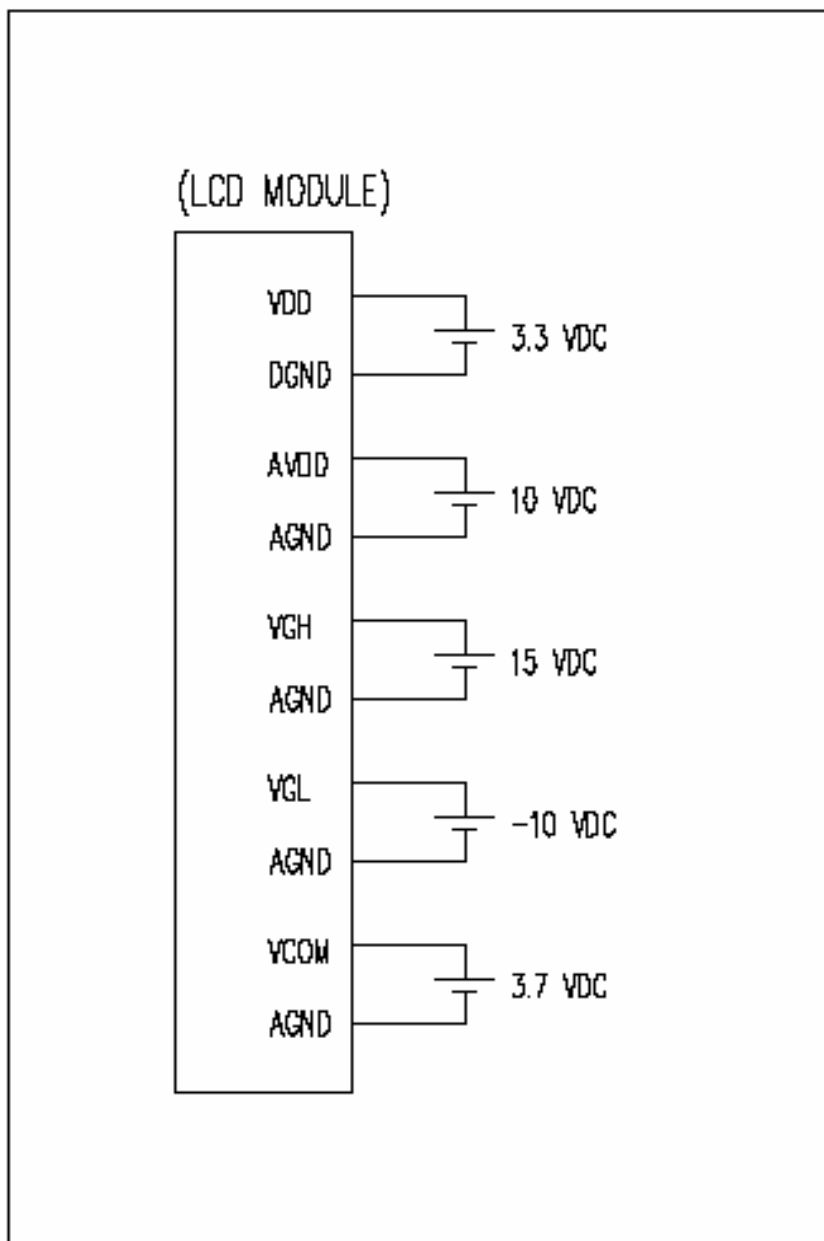 (LCD MODULE)
VDD
3.3 VDC
DGND
AVDD
10 VDC
AGND
VGH
15 VDC
AGND
VGL
-10 VDC
AGND
VCOM
3.7 VDC
AGND